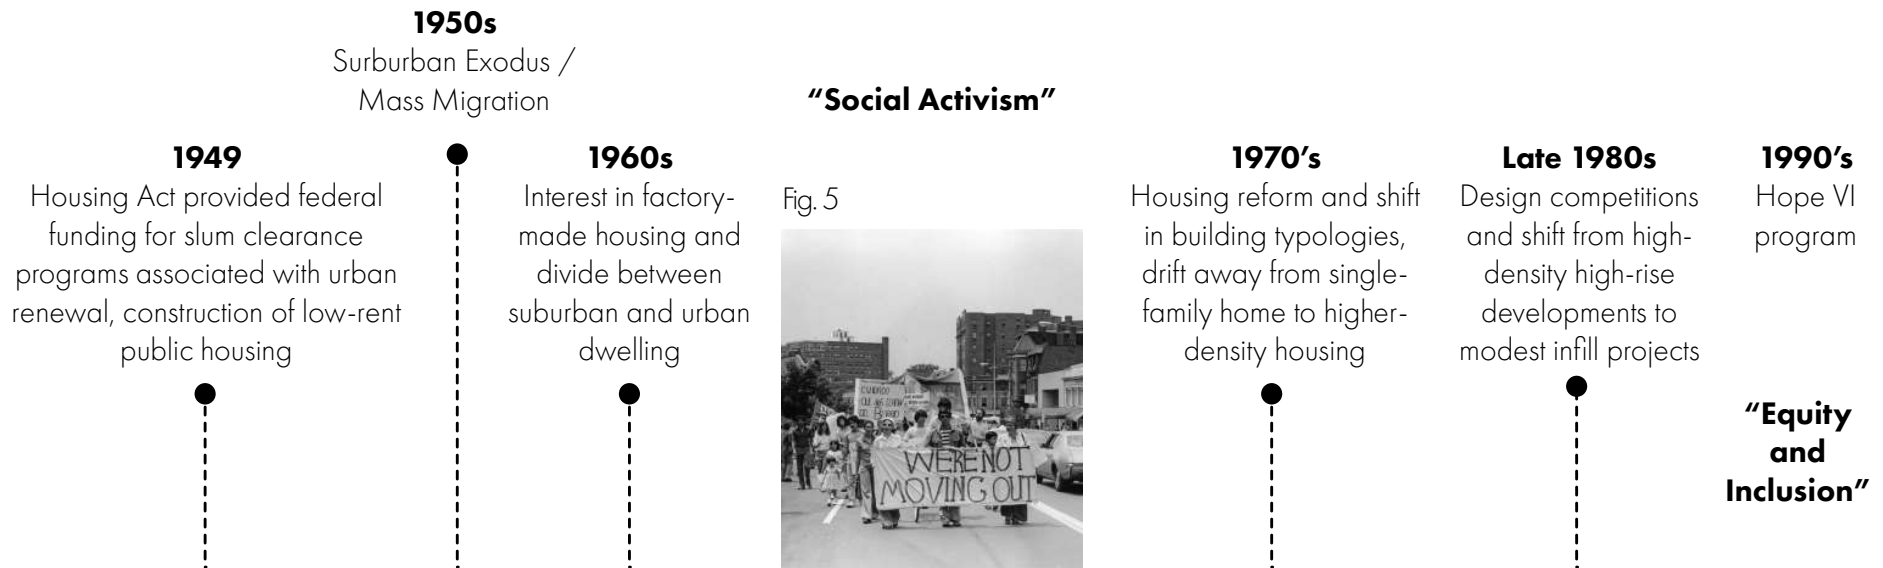 1950s
Surburban Exodus /
Mass Migration
"Social Activism"
1949
Housing Act provided federal
funding for slum clearance
programs associated with urban
renewal, construction of low-rent
public housing
1960s
Interest in factory-
made housing and
divide between
suburban and urban
dwelling
Fig. 5
WERE NOT
MOVING OUT
1970's
Housing reform and shift
in building typologies,
drift away from single-
family home to higher-
density housing
Late 1980s
Design competitions
and shift from high-
density high-rise
developments to
modest infill projects
1990's
Hope VI
program
"Equity
and
Inclusion"